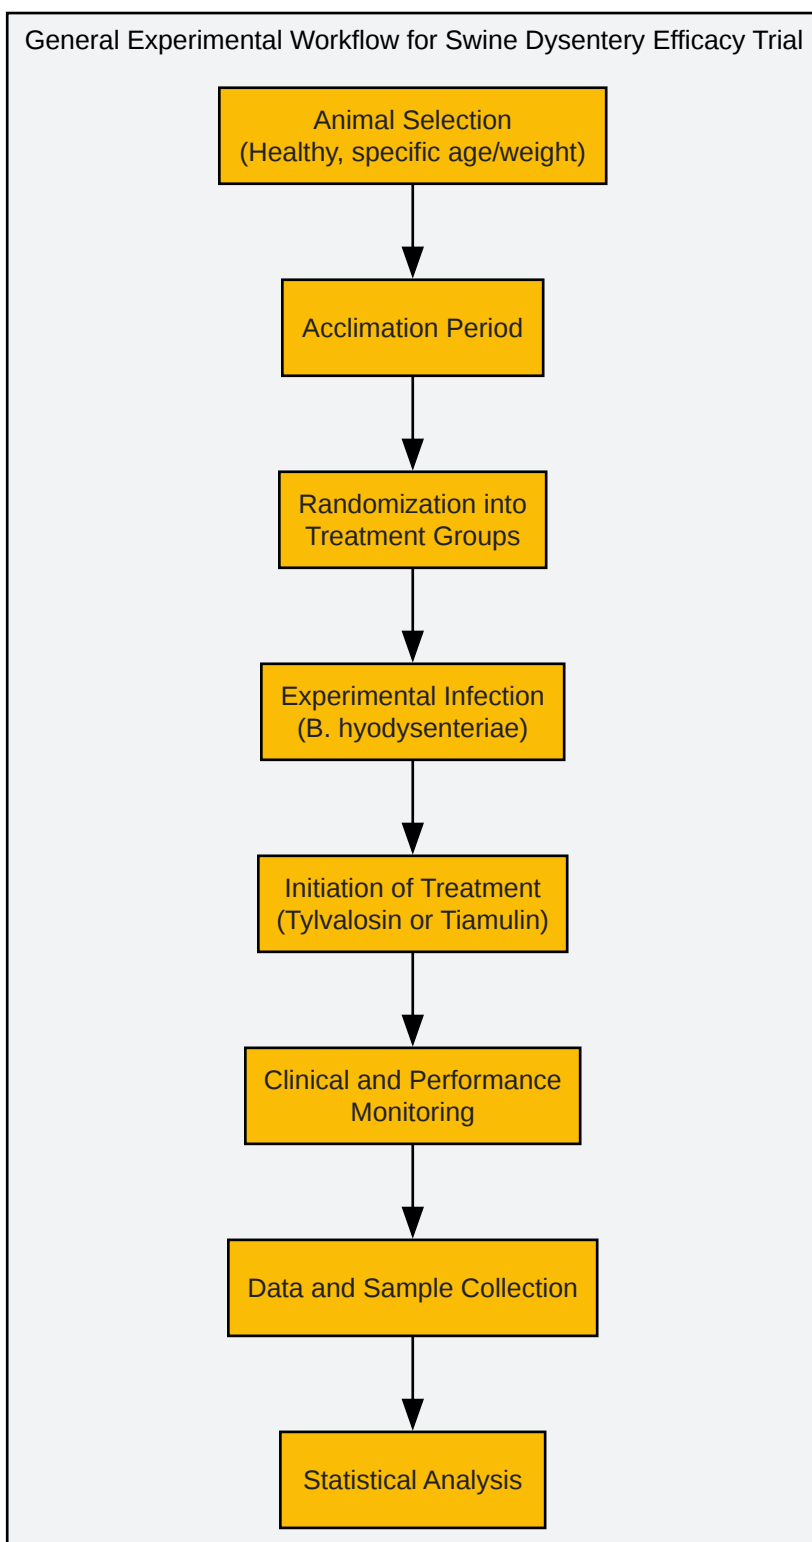 General Experimental Workflow for Swine Dysentery Efficacy Trial
Animal Selection
(Healthy, specific age/weight)
Acclimation Period
Randomization into
Treatment Groups
Experimental Infection
(B. hyodysenteriae)
Initiation of Treatment
(Tylvalosin or Tiamulin)
Clinical and Performance
Monitoring
Data and Sample Collection
Statistical Analysis